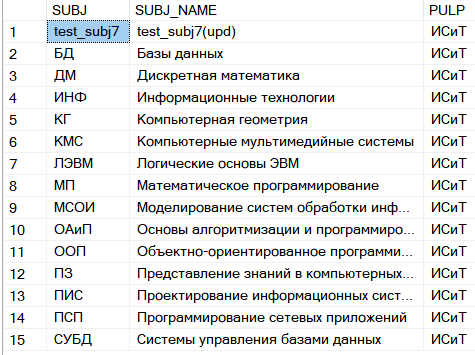 SUBJ SUBJ_NAME PULP
1 test_subj7 test_subj7(upd) ИСиТ
2 БД Базы данных ИСиТ
3 ДМ Дискретная математика ИСиТ
4 ИНФ Информационные технологии ИСиТ
5 КГ Компьютерная геометрия ИСиТ
6 КМС Компьютерные мультимедийные системы ИСиТ
7 ЛЭВМ Логические основы ЭВМ ИСиТ
8 МП Математическое программирование ИСиТ
9 МСОИ Моделирование систем обработки инф... ИСиТ
10 ОАиП Основы алгоритмизации и программиро... ИСиТ
11 ООП Объектно-ориентированное программи... ИСиТ
12 ПЗ Представление знаний в компьютерных... ИСиТ
13 ПИС Проектирование информационных сист... ИСиТ
14 ПСП Программирование сетевых приложений ИСиТ
15 СУБД Системы управления базами данных ИСиТ